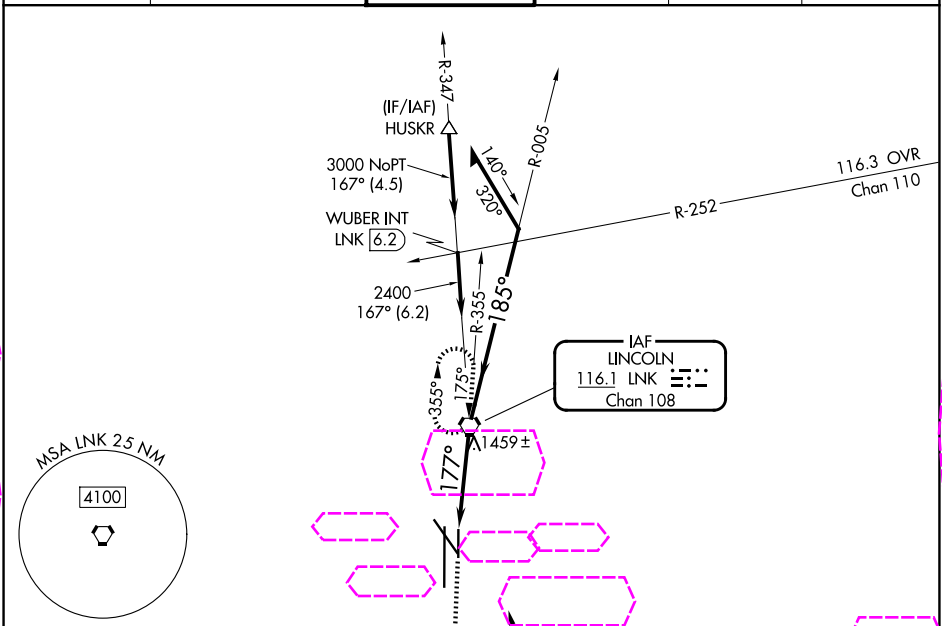 R-347
(IF/IAF)
HUSKR
R-005
3000 NoPT
167° (4.5)
140°
320°
116.3 OVR
Chan 110
R-252
WUBER INT
LNK 6.2
2400
167° (6.2)
R-355
185°
IAF
LINCOLN
116.1 LNK
Chan 108
355°
175°
1459±
177°
MSA LNK 25 NM
4100